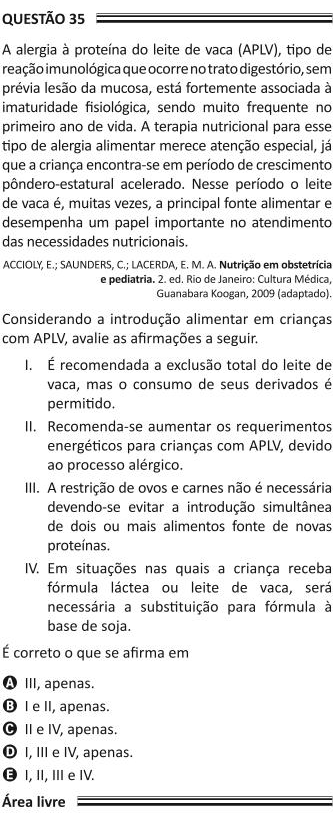 QUESTÃO 35
A alergia à proteína do leite de vaca (APLV), tipo de
reação imunológica que ocorre no trato digestório, sem
prévia lesão da mucosa, está fortemente associada à
imaturidade fisiológica, sendo muito frequente no
primeiro ano de vida. A terapia nutricional para esse
tipo de alergia alimentar merece atenção especial, já
que a criança encontra-se em período de crescimento
pôndero-estatural acelerado. Nesse período o leite
de vaca é, muitas vezes, a principal fonte alimentar e
desempenha um papel importante no atendimento
das necessidades nutricionais.
ACCIOLY, E.; SAUNDERS, C.; LACERDA, E. M. A. Nutrição em obstetrícia
e pediatria. 2. ed. Rio de Janeiro: Cultura Médica,
Guanabara Koogan, 2009 (adaptado).
Considerando a introdução alimentar em crianças
com APLV, avalie as afirmações a seguir.
I. É recomendada a exclusão total do leite de
vaca, mas o consumo de seus derivados é
permitido.
II. Recomenda-se aumentar os requerimentos
energéticos para crianças com APLV, devido
ao processo alérgico.
III. A restrição de ovos e carnes não é necessária
devendo-se evitar a introdução simultânea
de dois ou mais alimentos fonte de novas
proteínas.
IV. Em situações nas quais a criança receba
fórmula láctea ou leite de vaca, será
necessária a substituição para fórmula à
base de soja.
É correto o que se afirma em
A III, apenas.
B I e II, apenas.
C II e IV, apenas.
D I, III e IV, apenas.
E I, II, III e IV.
Área livre